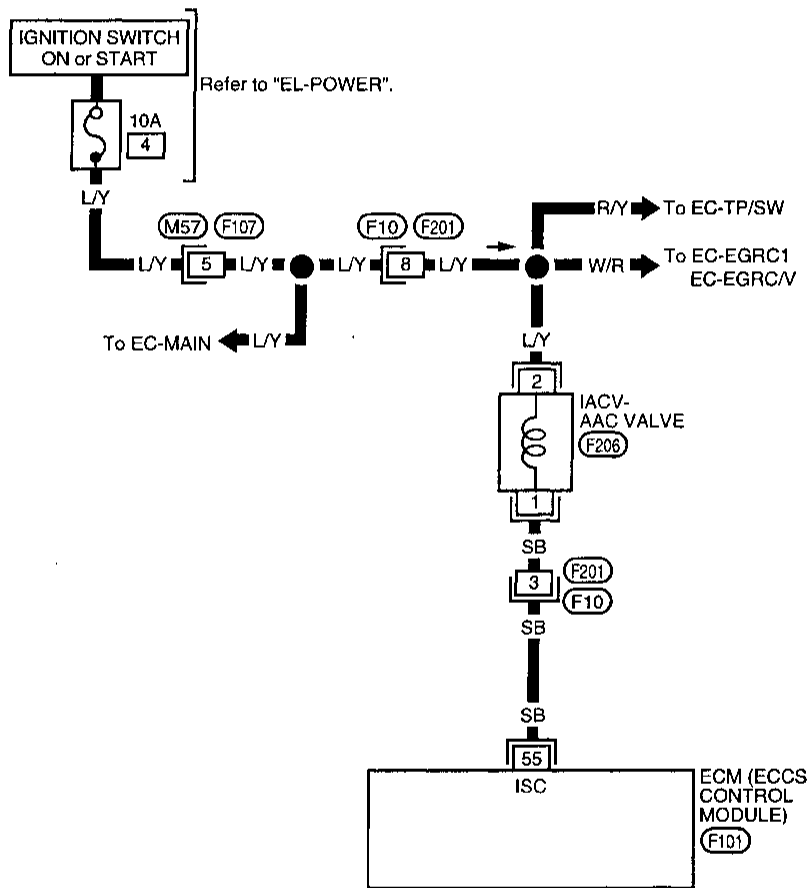 IGNITION SWITCH
ON or START
Refer to "EL-POWER".
10A
4
L/Y
R/Y
To EC-TP/SW
M57
F107
F10
F201
L/Y
5
L/Y
L/Y
8
L/Y
W/R
To EC-EGRC1
EC-EGRC/V
To EC-MAIN
L/Y
L/Y
2
IACV-
AAC VALVE
F206
1
SB
3
F201
F10
SB
SB
55
ISC
ECM (ECCS
CONTROL
MODULE)
F101